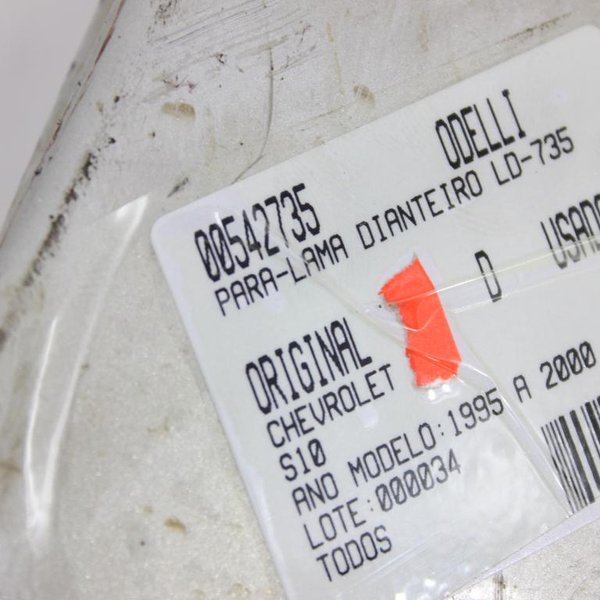 ODELLI
00542735
PARA-LAMA DIANTEIRO LD-735
D USADO
ORIGINAL
CHEVROLET
S10
ANO MODELO:1995 A 2000
LOTE:000034
TODOS